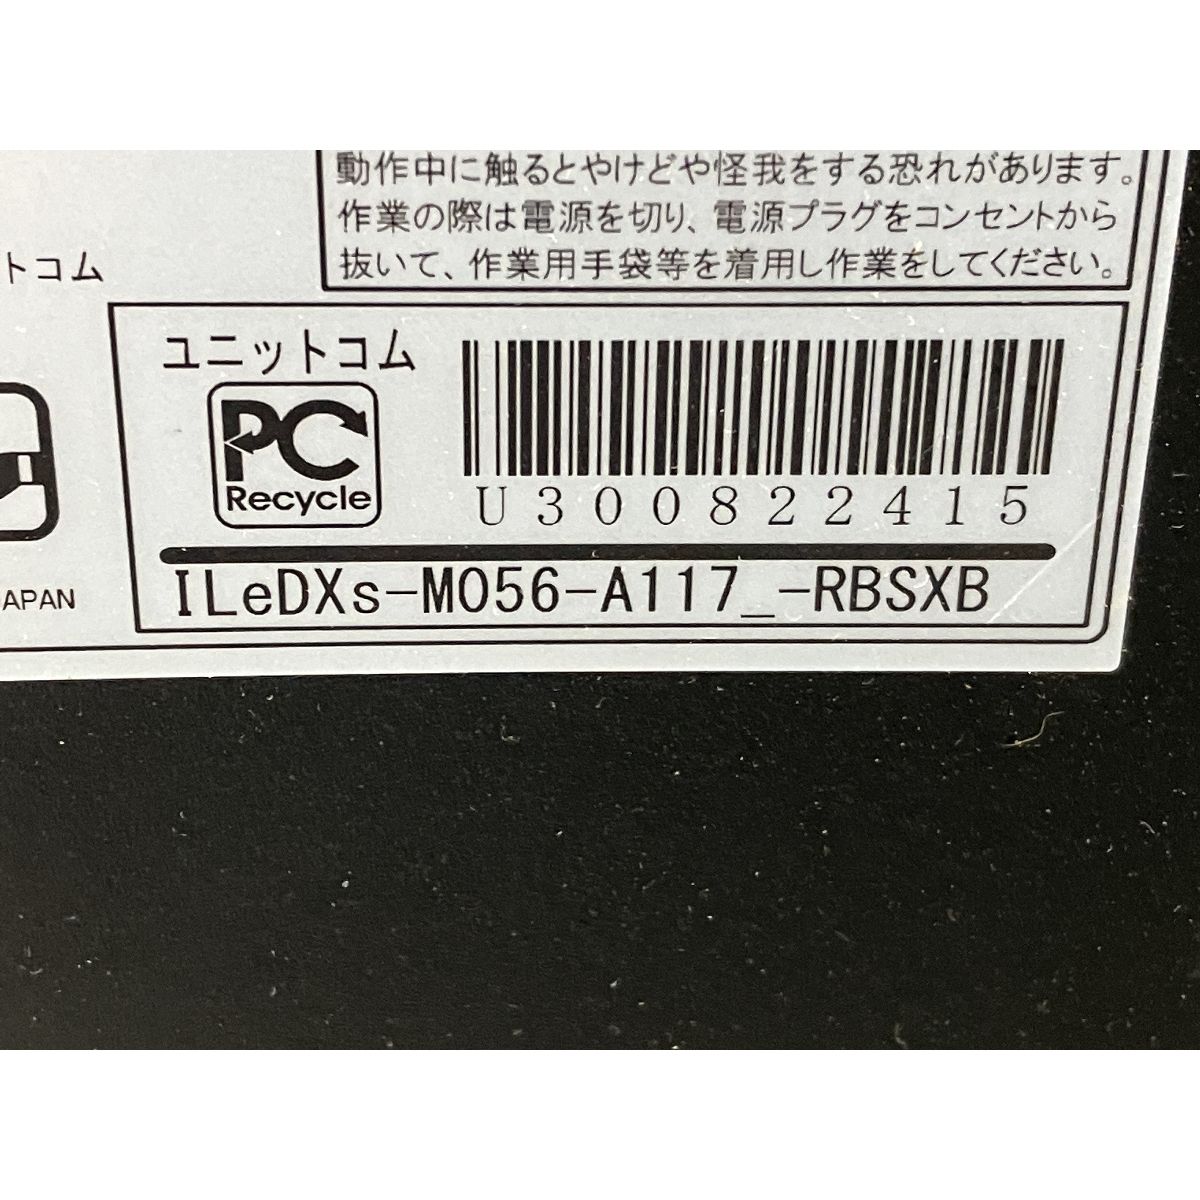 動作中に触るとやけどや怪我をする恐れがあります。
作業の際は電源を切り、電源プラグをコンセントから
抜いて、作業用手袋等を着用し作業をしてください。
トコム
ユニットコム
PC
Recycle
U300822415
JAPAN
ILeDXs-M056-A117_-RBSXB